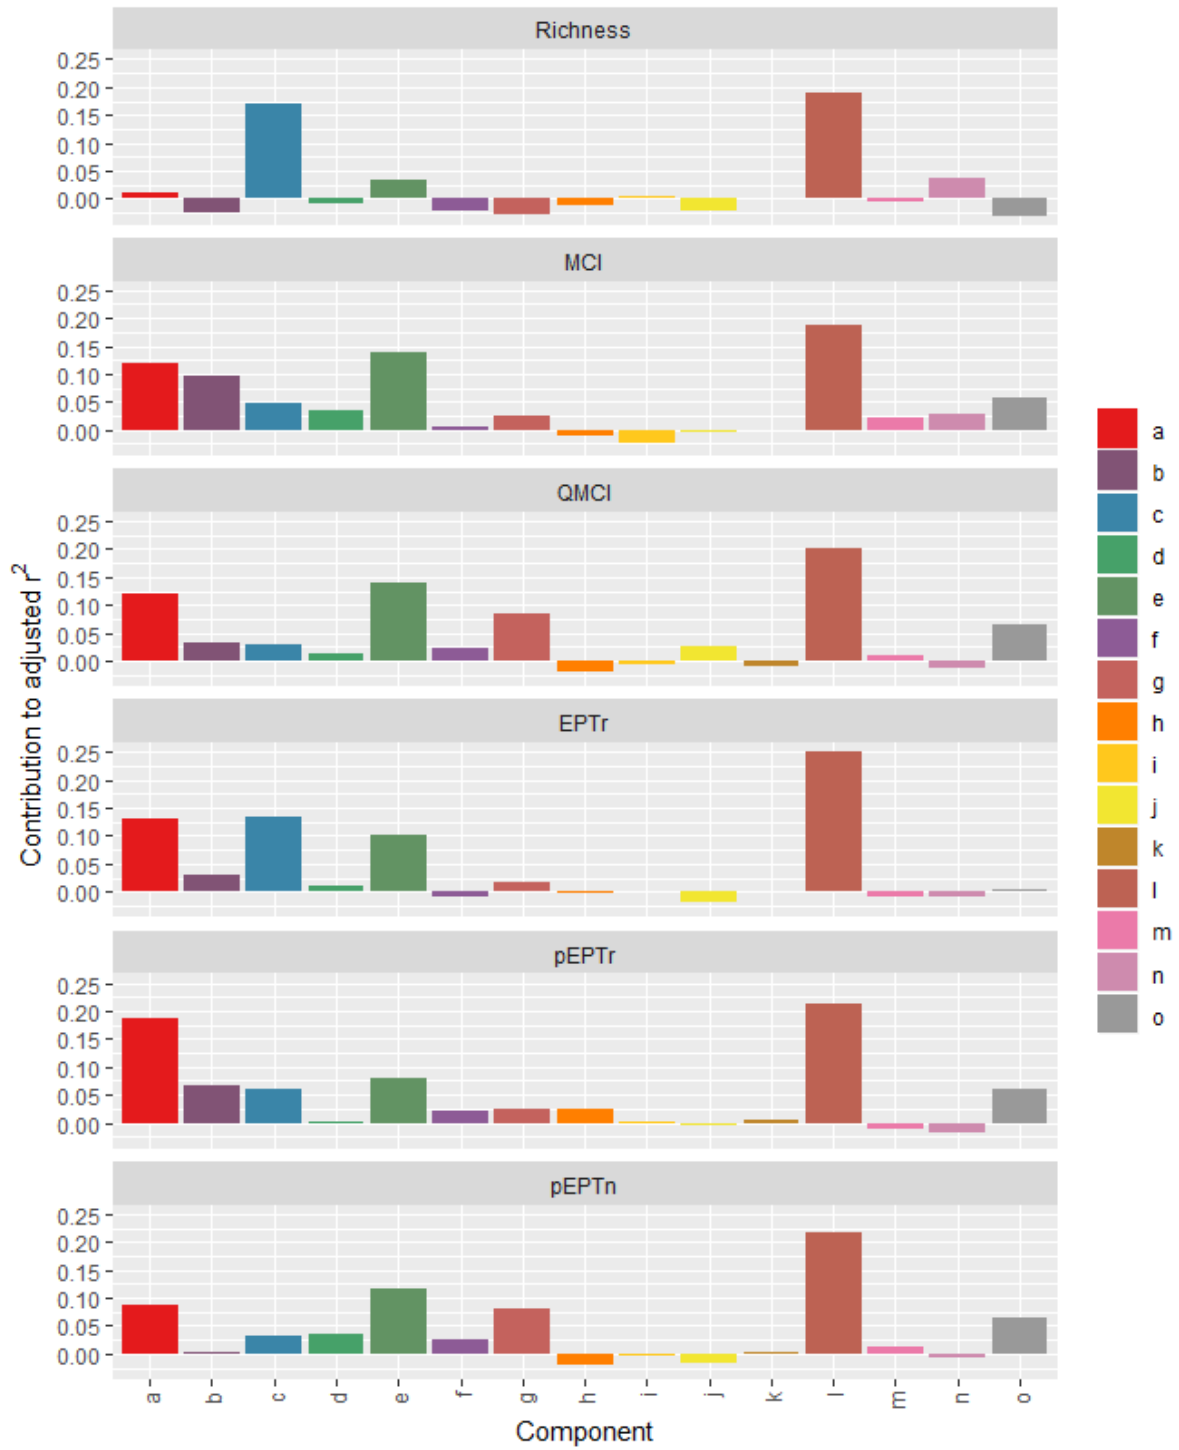 Richness
0.25
0.20
0.15
0.10
0.05
0.00
MCI
0.25
0.20
0.15
0.10
0.05
0.00
QMCI
0.25
0.20
0.15
0.10
0.05
0.00
EPTr
0.25
0.20
0.15
0.10
0.05
0.00
pEPTr
0.25
0.20
0.15
0.10
0.05
0.00
pEPTn
0.25
0.20
0.15
0.10
0.05
0.00
Contribution to adjusted r²
a b c d e f g h i j k l m n o
Component
a
b
c
d
e
f
g
h
i
j
k
l
m
n
o